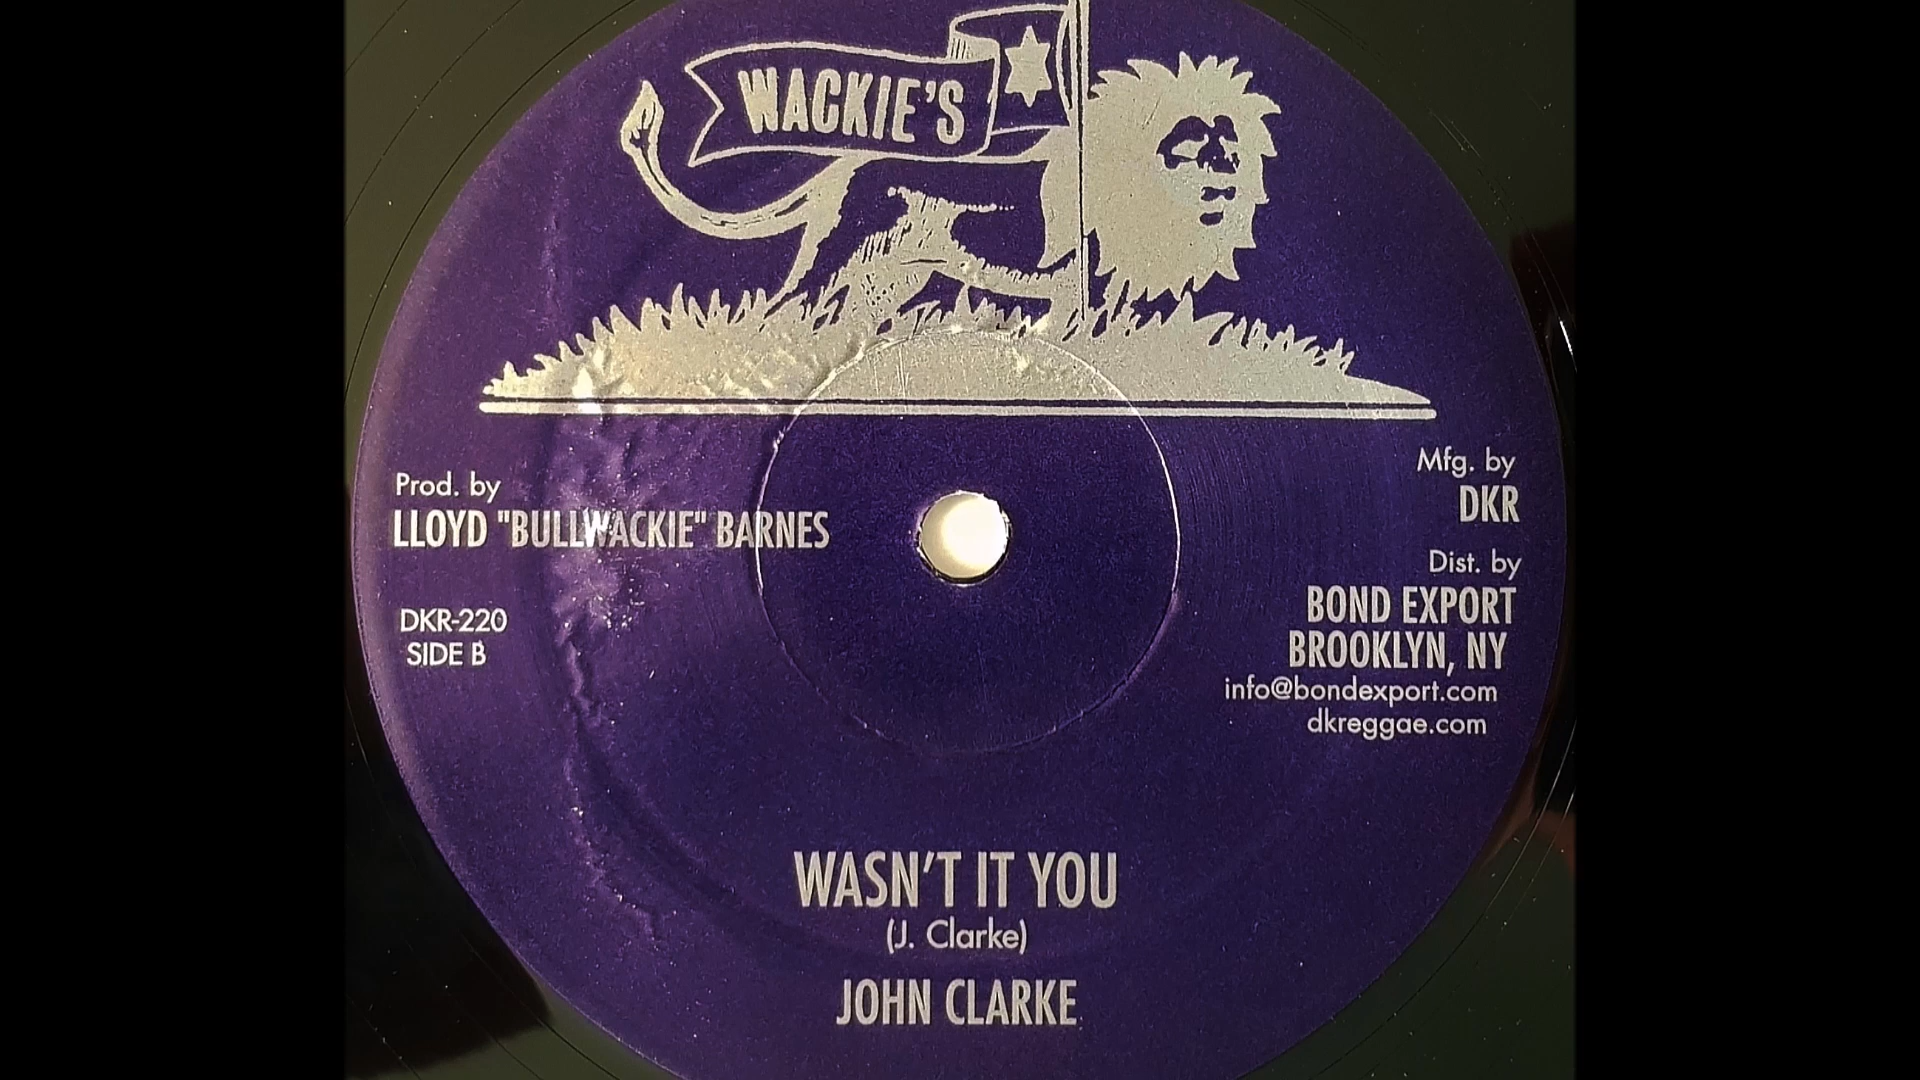 WACKIE'S
Prod. by
LLOYD "BULLWACKIE" BARNES
DKR-220
SIDE B
Mfg. by
DKR
Dist. by
BOND EXPORT
BROOKLYN, NY
info@bondexport.com
dkreggae.com
WASN'T IT YOU
(J. Clarke)
JOHN CLARKE